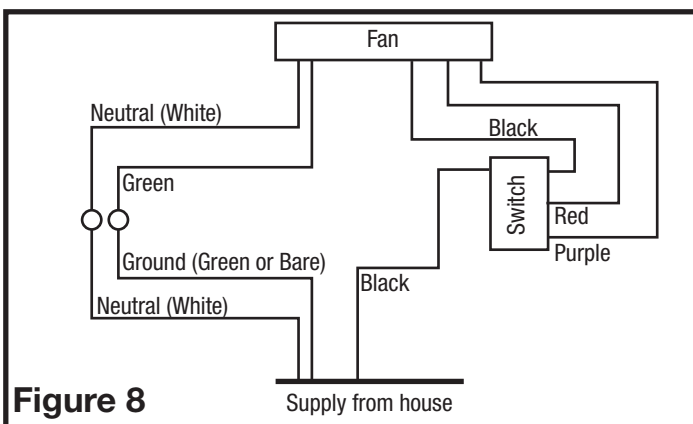 Fan
Neutral (White)
Black
Green
Switch
Red
Purple
Ground (Green or Bare)
Black
Neutral (White)
Figure 8
Supply from house